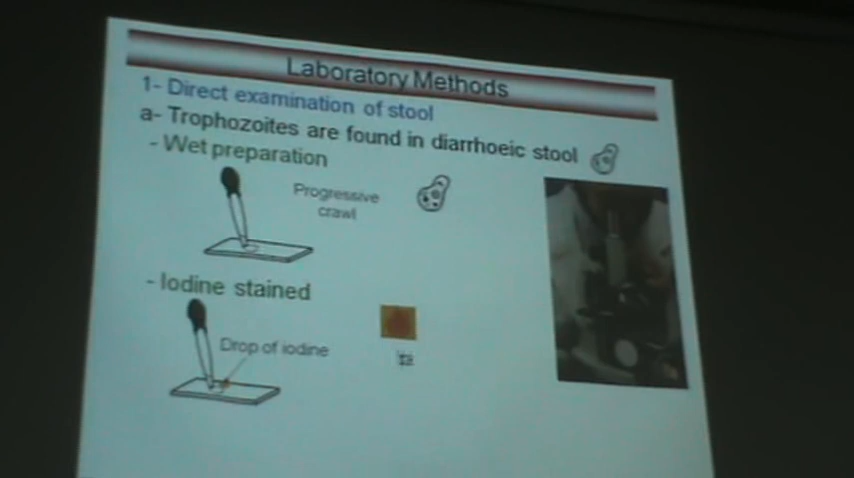 Laboratory Methods
1- Direct examination of stool
a- Trophozoites are found in diarrhoeic stool
- Wet preparation
Progressive
crawl
- Iodine stained
Drop of iodine